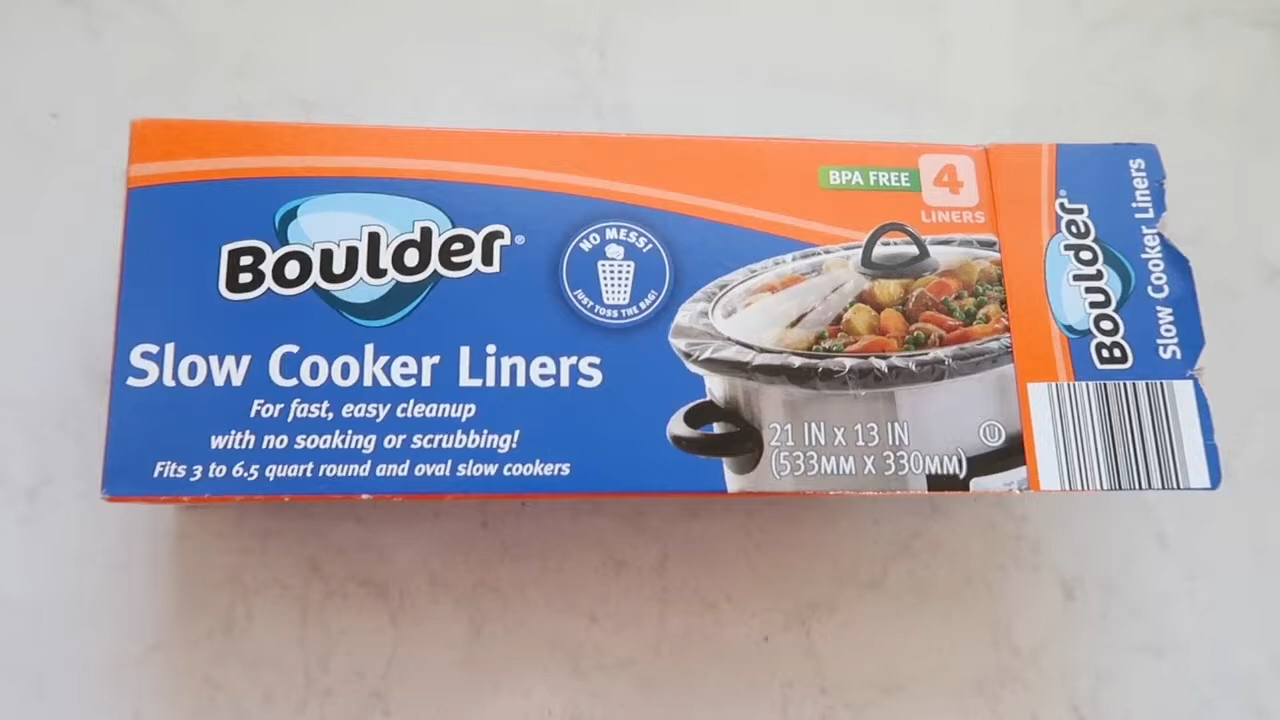 BPA FREE
4
LINERS
Boulder®
NO MESS!
JUST TOSS THE BAG!
Slow Cooker Liners
For fast, easy cleanup
with no soaking or scrubbing!
Fits 3 to 6.5 quart round and oval slow cookers
21 IN x 13 IN
(533MM X 330MM)
U
Boulder®
Slow Cooker Liners